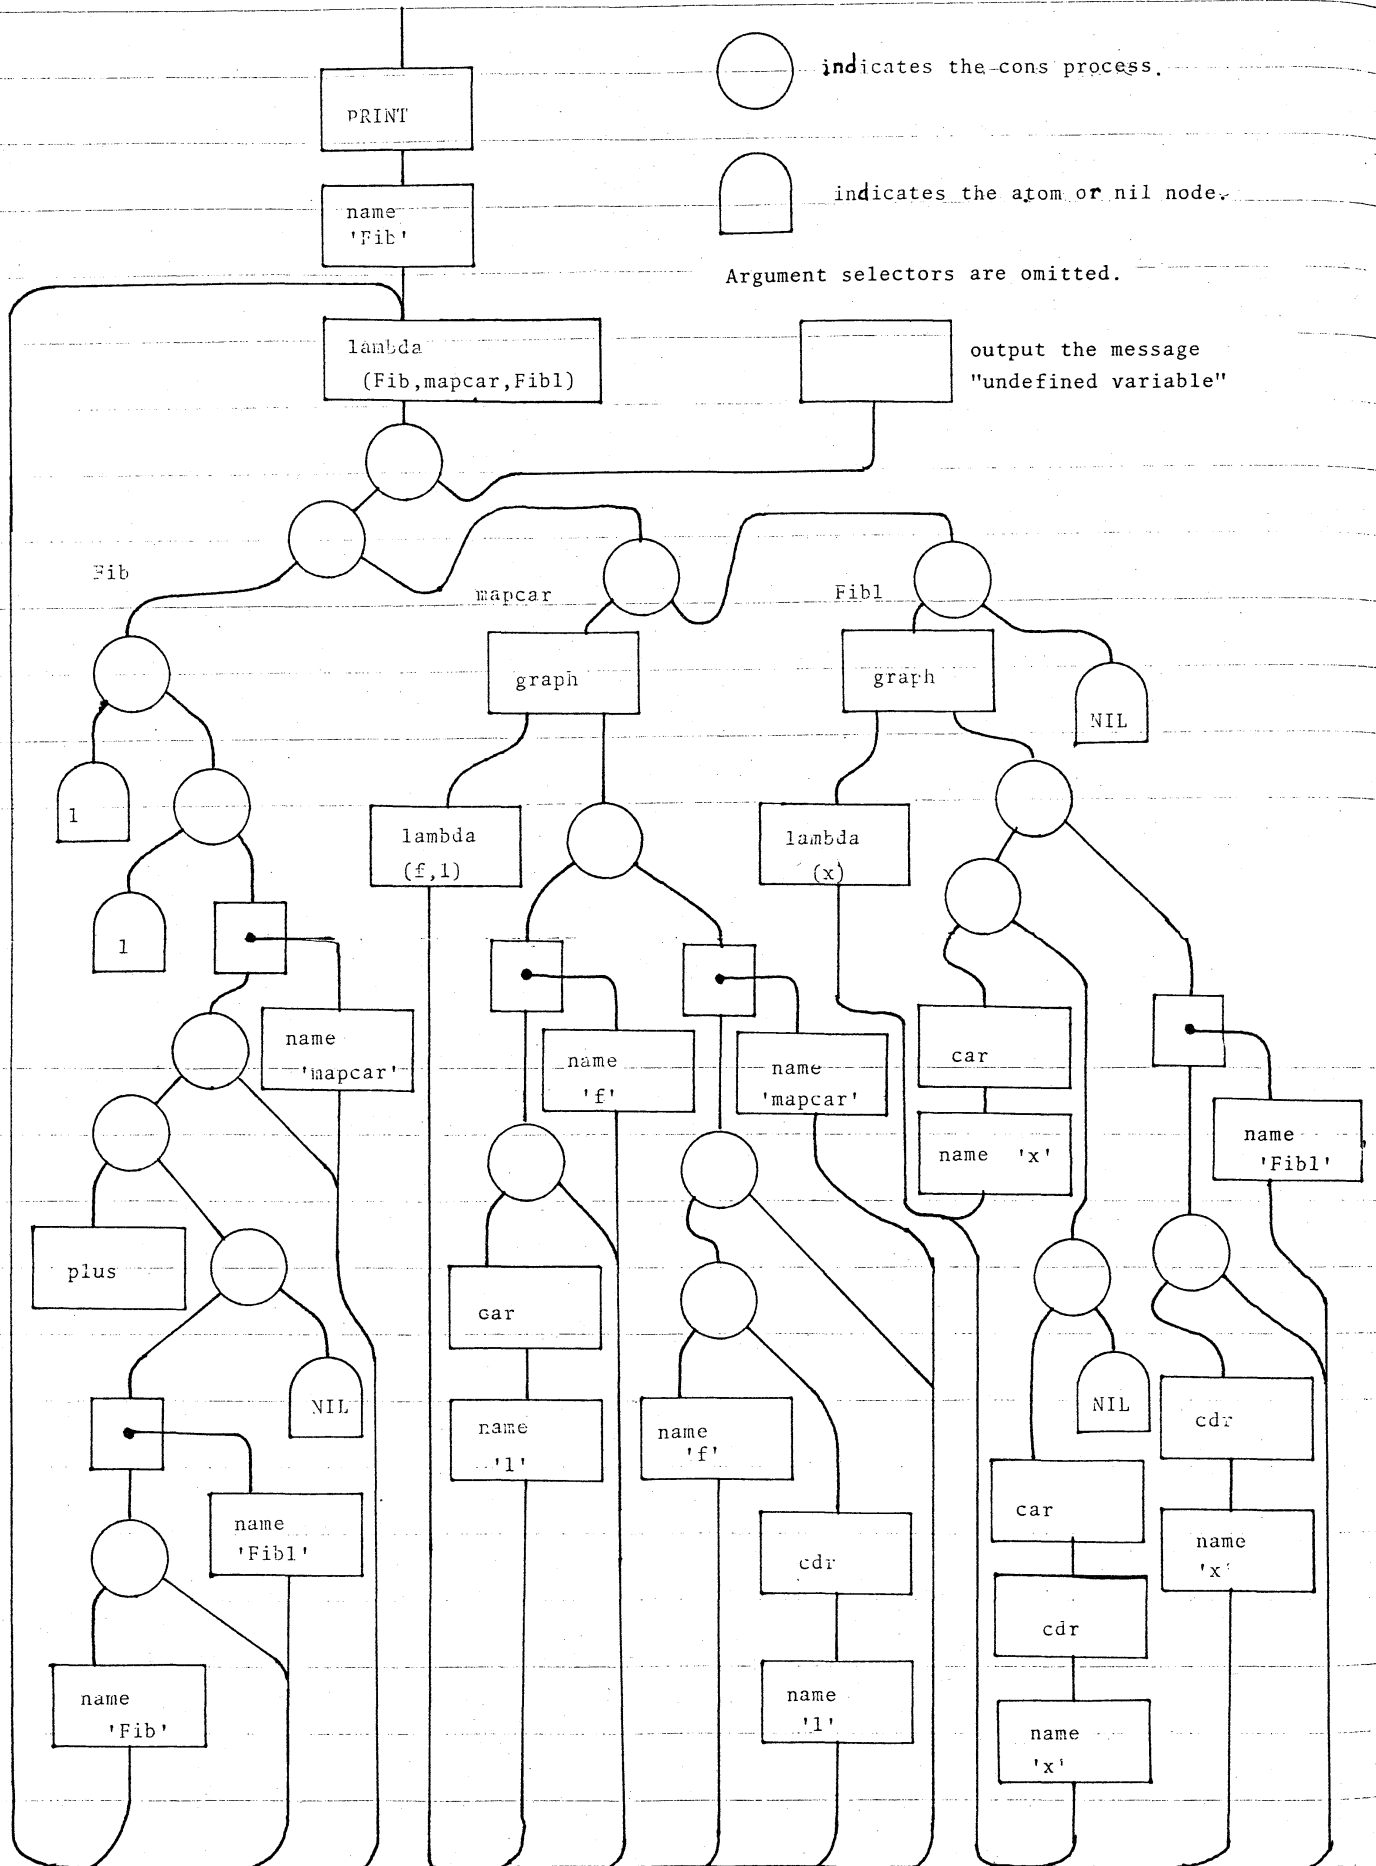 indicates the cons process.
PRINT
indicates the atom or nil node.
name
'Fib'
Argument selectors are omitted.
lambda
(Fib,mapcar,Fib1)
output the message
"undefined variable"
Fib
mapcar
Fib1
graph
graph
NIL
1
lambda
(f,l)
lambda
(x)
1
name
'mapcar'
name
'f'
name
'mapcar'
car
name 'x'
name
'Fib1'
plus
car
NIL
name
'l'
name
'f'
NIL
cdr
name
'Fib1'
cdr
car
name
'x'
cdr
name
'Fib'
name
'l'
name
'x'